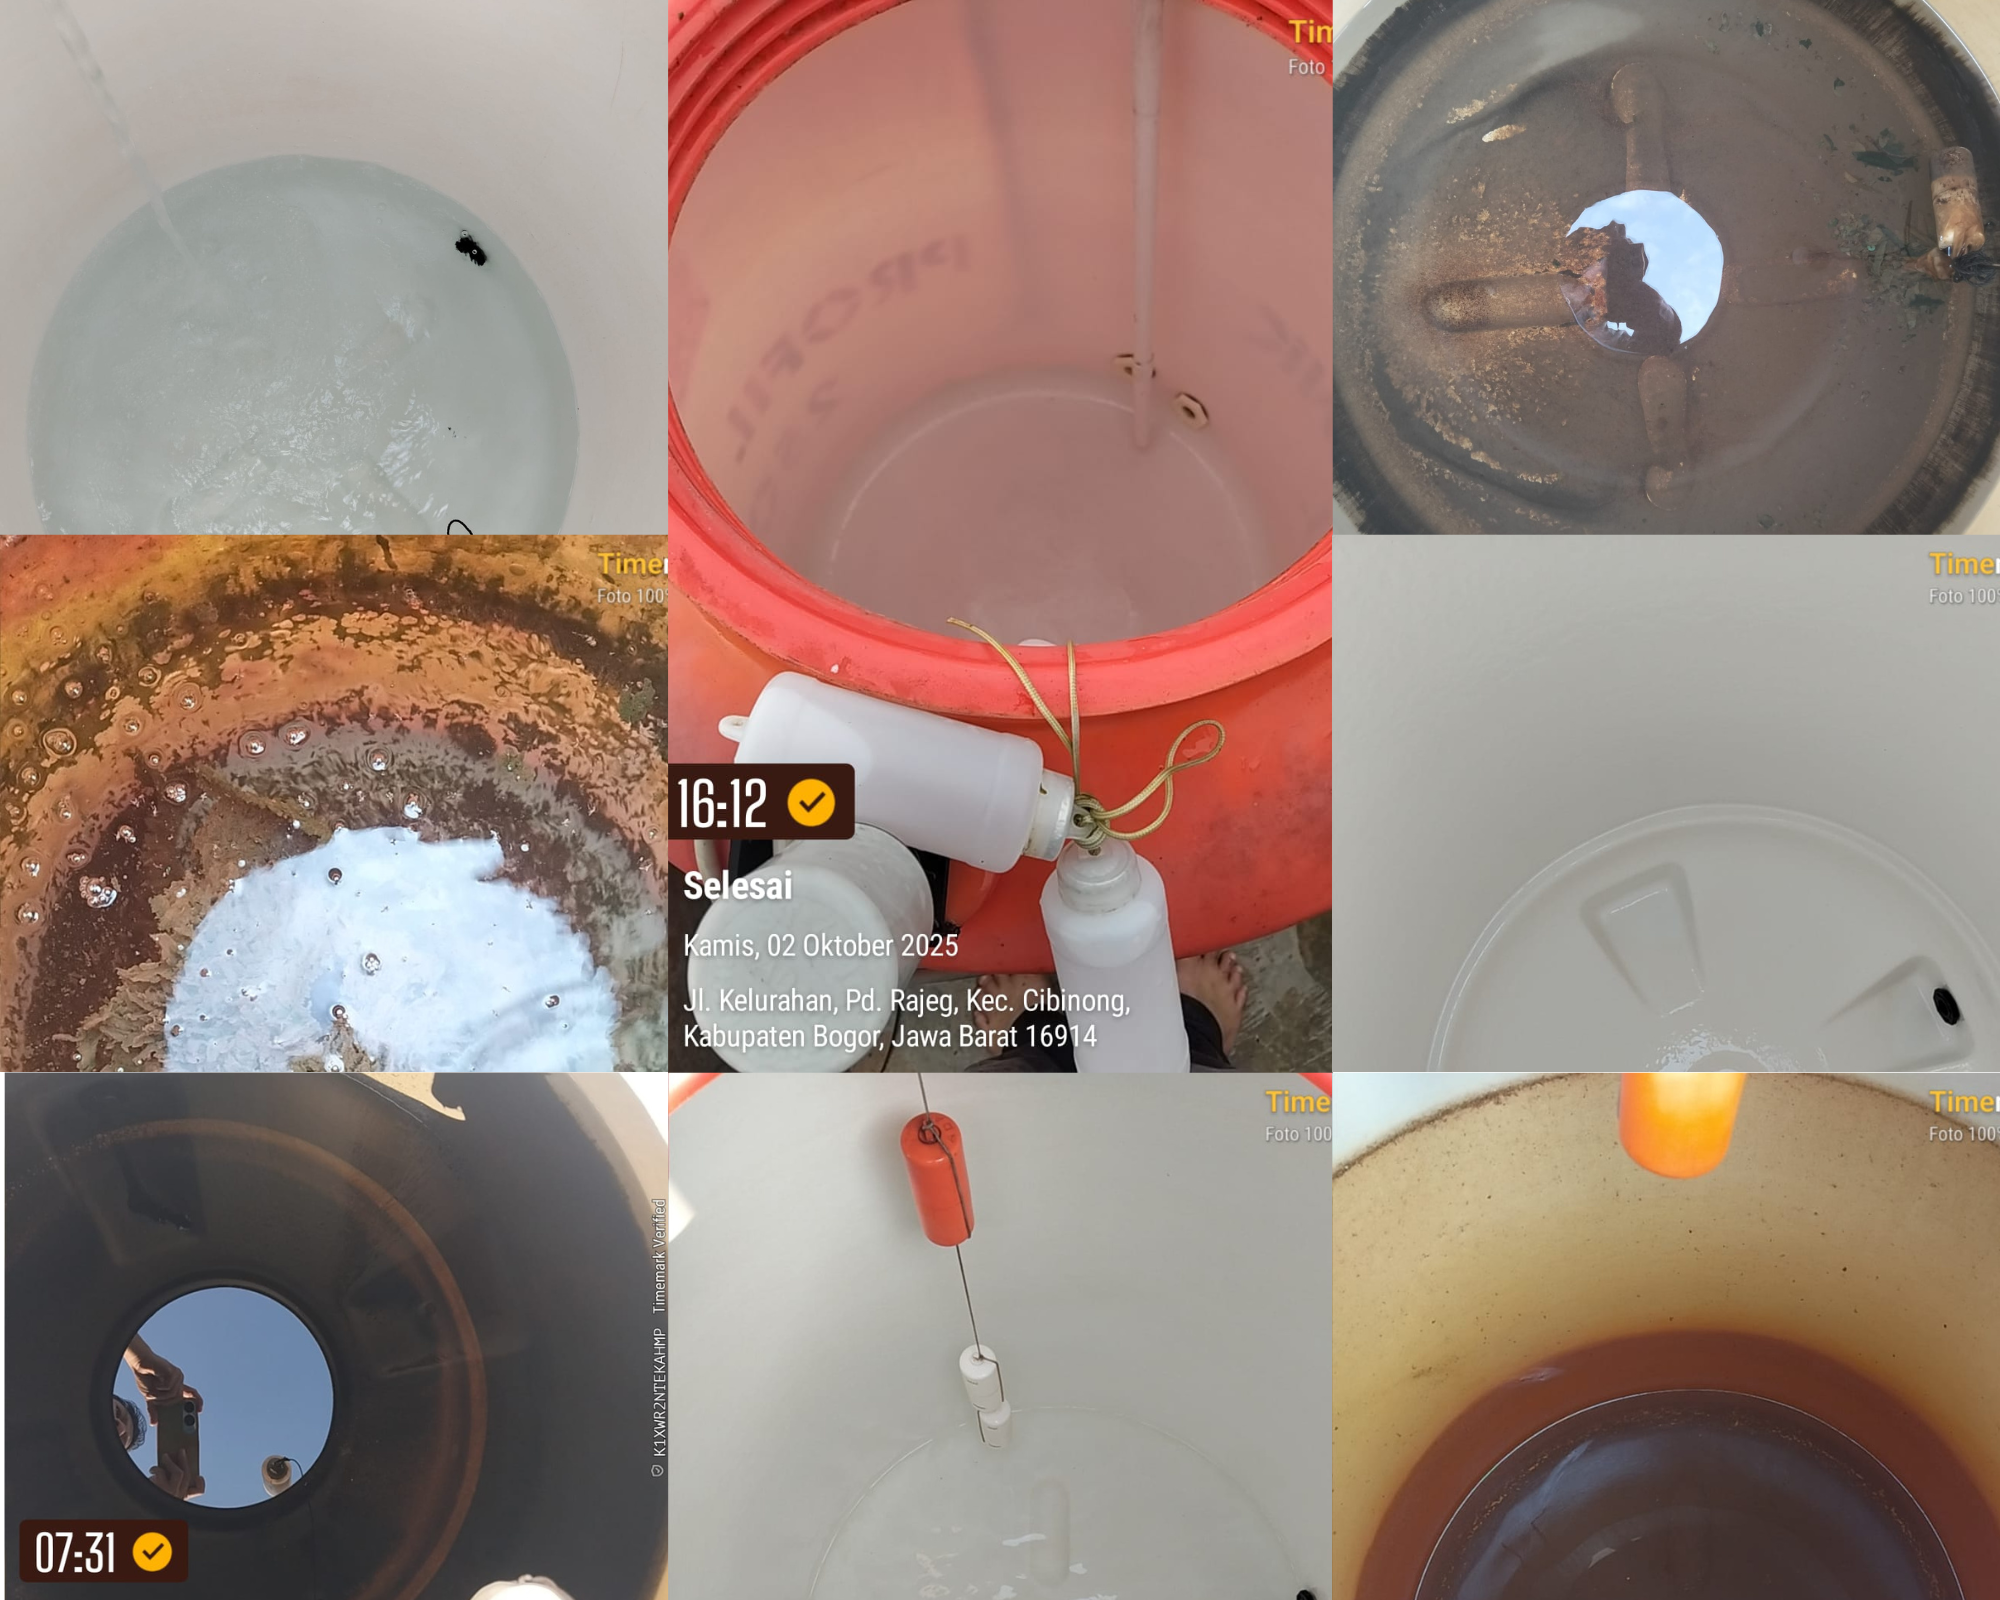 Tim
Foto
PROFIL
Time
Foto 100
16:12
Selesai
Kamis, 02 Oktober 2025
Jl. Kelurahan, Pd. Rajeg, Kec. Cibinong,
Kabupaten Bogor, Jawa Barat 16914
Time
Foto 100
K1XWR2NTEKAHMP Timemark Verified
07:31
Time
Foto 100
Time
Foto 100